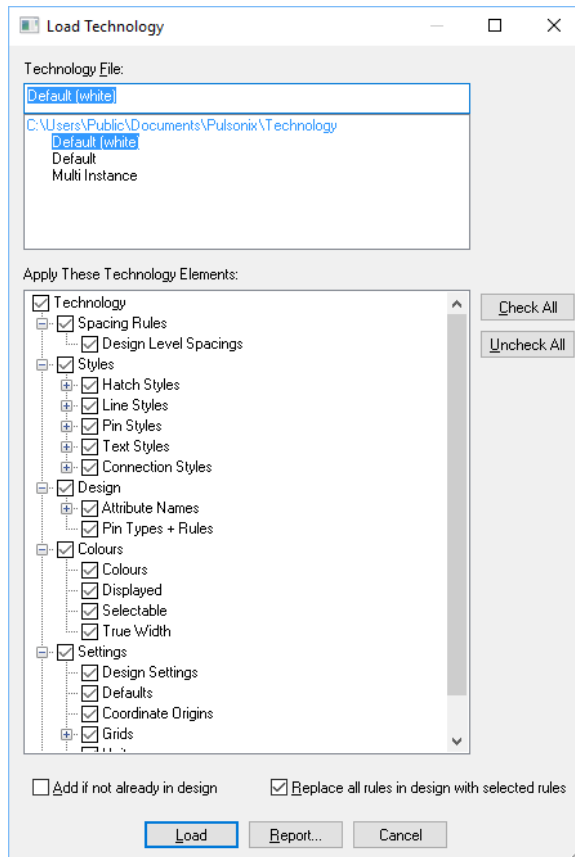 Load Technology
Technology File:
Default (white)
C:\Users\Public\Documents\Pulsonix\Technology
Default (white)
Default
Multi Instance
Apply These Technology Elements:
Technology
Check All
Spacing Rules
Design Level Spacings
Uncheck All
Styles
Hatch Styles
Line Styles
Pin Styles
Text Styles
Connection Styles
Design
Attribute Names
Pin Types + Rules
Colours
Colours
Displayed
Selectable
True Width
Settings
Design Settings
Defaults
Coordinate Origins
Grids
Add if not already in design
Replace all rules in design with selected rules
Load
Report...
Cancel